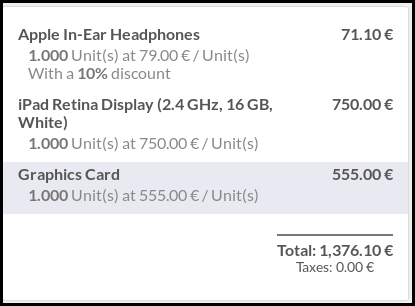 Apple In-Ear Headphones 71.10 €
1.000 Unit(s) at 79.00 € / Unit(s)
With a 10% discount
iPad Retina Display (2.4 GHz, 16 GB, 750.00 €
White)
1.000 Unit(s) at 750.00 € / Unit(s)
Graphics Card 555.00 €
1.000 Unit(s) at 555.00 € / Unit(s)
Total: 1,376.10 €
Taxes: 0.00 €